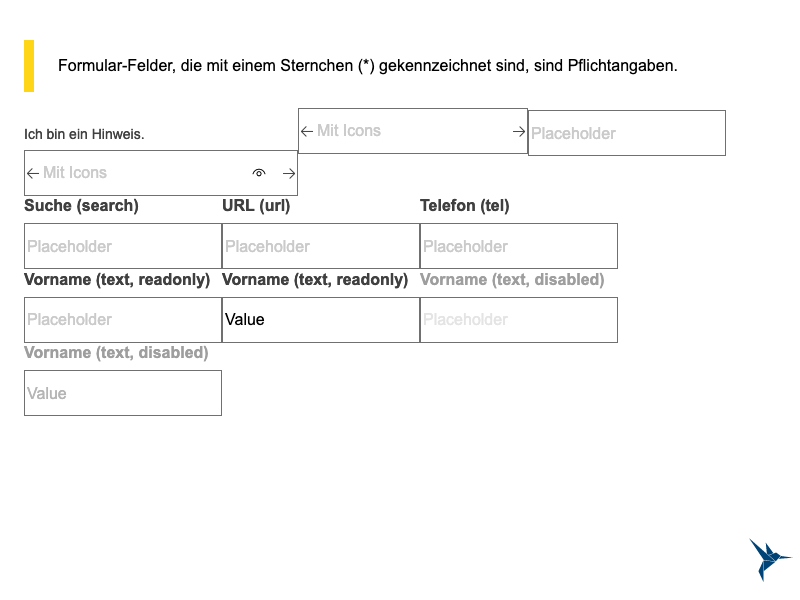 Formular-Felder, die mit einem Sternchen (*) gekennzeichnet sind, sind Pflichtangaben.
Ich bin ein Hinweis. Mit Icons Placeholder
Mit Icons
Suche (search) URL (url) Telefon (tel)
Placeholder Placeholder Placeholder
Vorname (text, readonly) Vorname (text, readonly) Vorname (text, disabled)
Placeholder Value Placeholder
Vorname (text, disabled)
Value